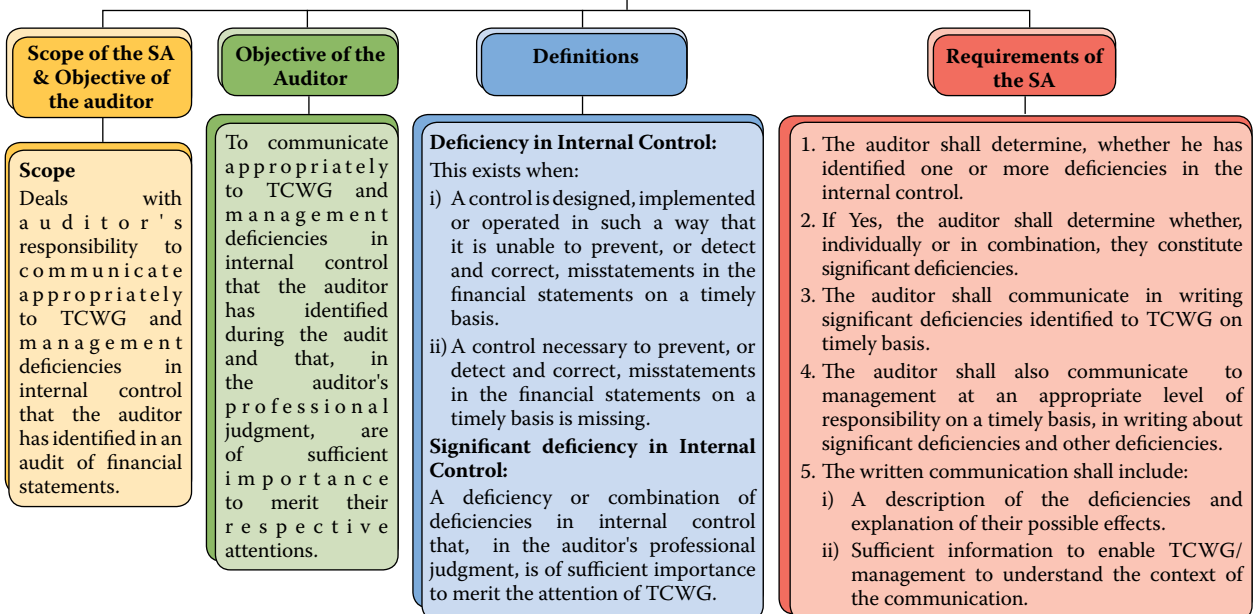 Scope of the SA
& Objective of
the auditor
Scope
Deals with
auditor's
responsibility to
communicate
appropriately
to TCWG and
management
deficiencies in
internal control
that the auditor
has identified in an
audit of financial
statements.
Objective of the
Auditor
To communicate
appropriately
to TCWG and
management
deficiencies in
internal control
that the auditor
has identified
during the audit
and that, in
the auditor's
professional
judgment, are
of sufficient
importance
to merit their
respective
attentions.
Definitions
Deficiency in Internal Control:
This exists when:
i) A control is designed, implemented
or operated in such a way that
it is unable to prevent, or detect
and correct, misstatements in the
financial statements on a timely
basis.
ii) A control necessary to prevent, or
detect and correct, misstatements
in the financial statements on a
timely basis is missing.
Significant deficiency in Internal
Control:
A deficiency or combination of
deficiencies in internal control
that, in the auditor's professional
judgment, is of sufficient importance
to merit the attention of TCWG.
Requirements of
the SA
1. The auditor shall determine, whether he has
identified one or more deficiencies in the
internal control.
2. If Yes, the auditor shall determine whether,
individually or in combination, they constitute
significant deficiencies.
3. The auditor shall communicate in writing
significant deficiencies identified to TCWG on
timely basis.
4. The auditor shall also communicate to
management at an appropriate level of
responsibility on a timely basis, in writing about
significant deficiencies and other deficiencies.
5. The written communication shall include:
i) A description of the deficiencies and
explanation of their possible effects.
ii) Sufficient information to enable TCWG/
management to understand the context of
the communication.